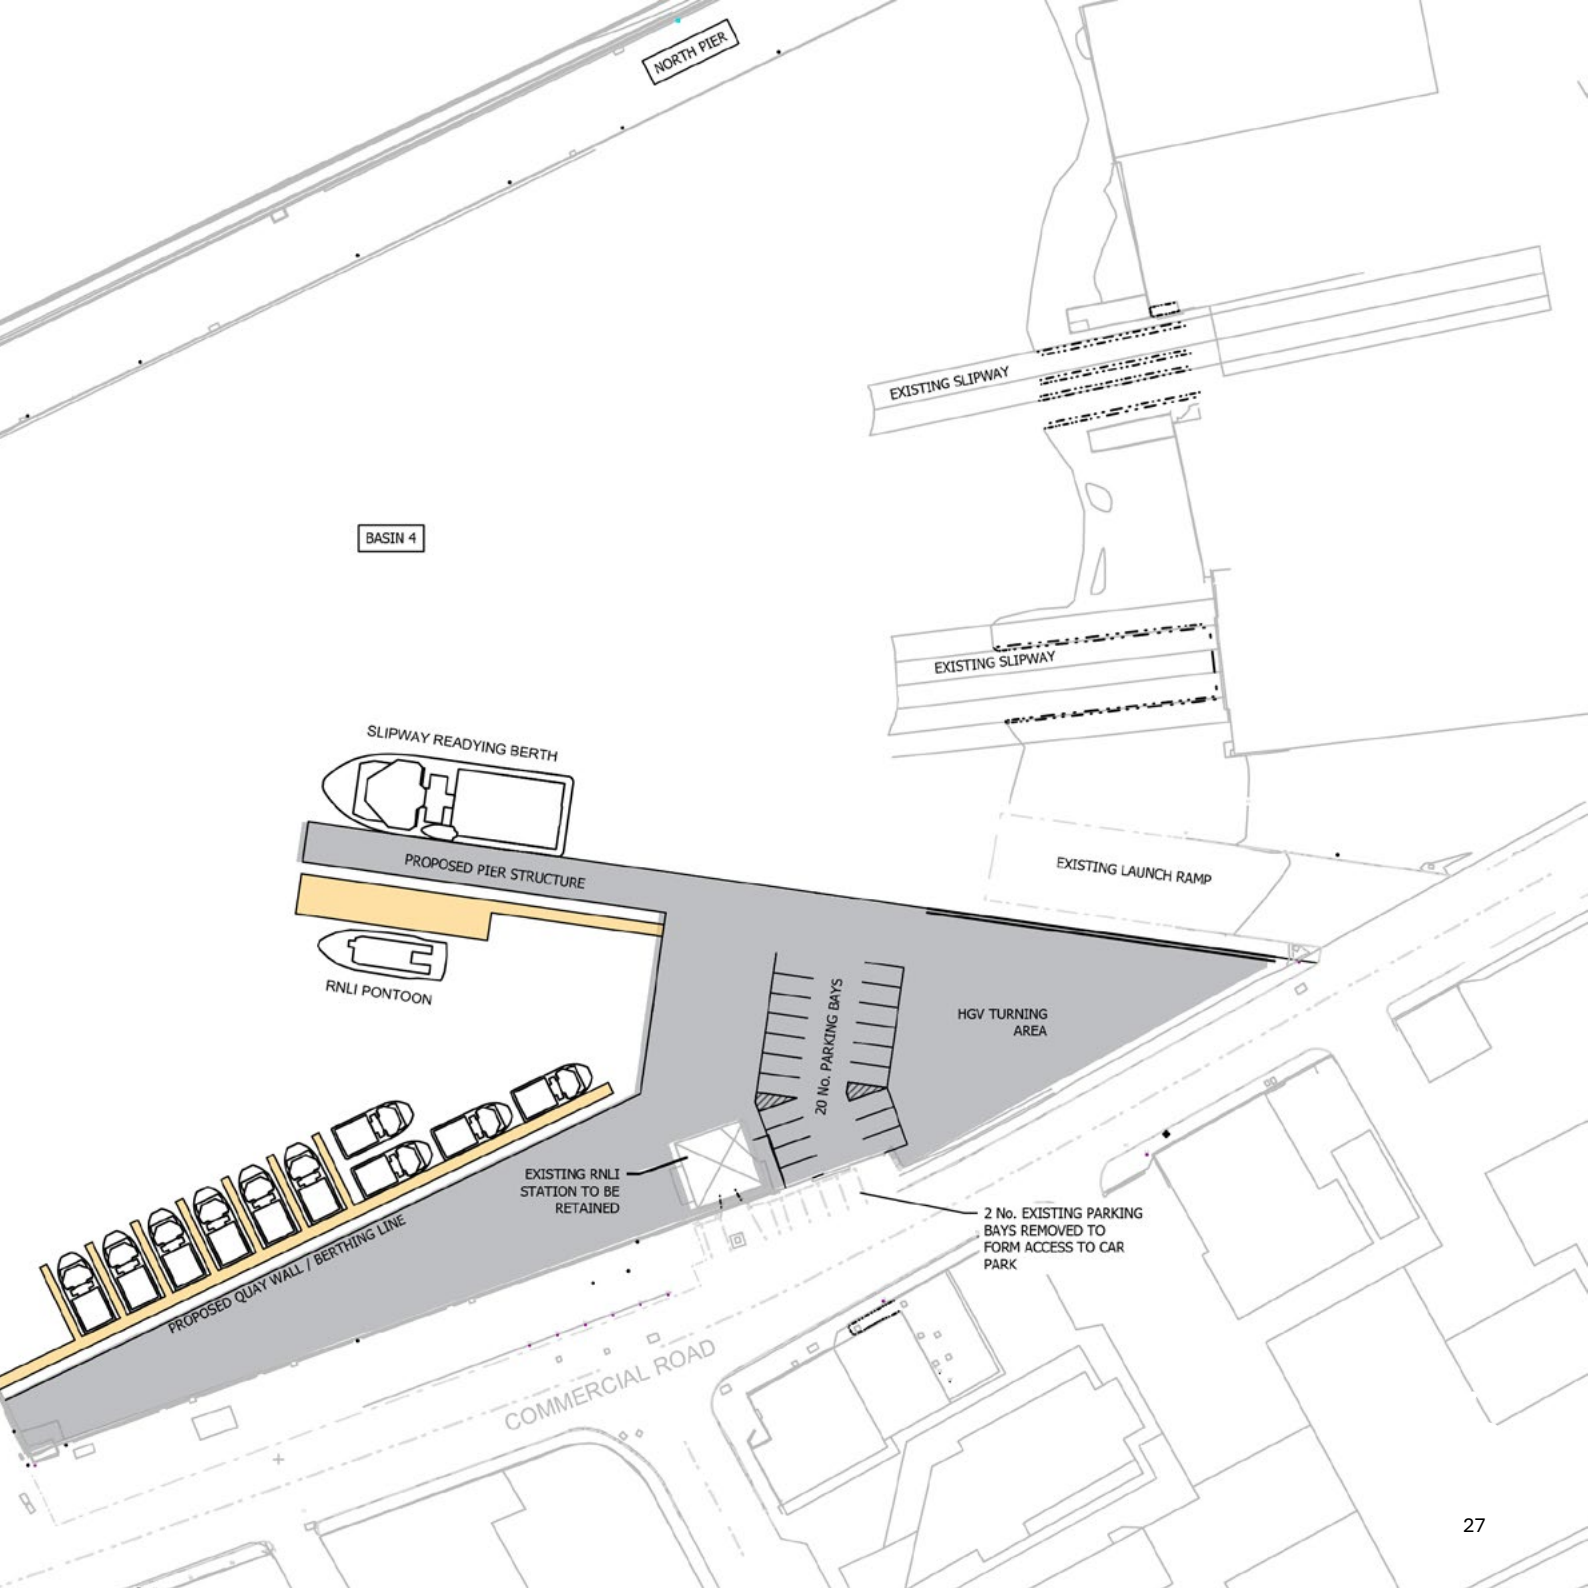 NORTH PIER
EXISTING SLIPWAY
BASIN 4
EXISTING SLIPWAY
SLIPWAY READYING BERTH
PROPOSED PIER STRUCTURE
EXISTING LAUNCH RAMP
RNLI PONTOON
20 No. PARKING BAYS
HGV TURNING
AREA
EXISTING RNLI
STATION TO BE
RETAINED
2 No. EXISTING PARKING
BAYS REMOVED TO
FORM ACCESS TO CAR
PARK
PROPOSED QUAY WALL / BERTHING LINE
COMMERCIAL ROAD
27